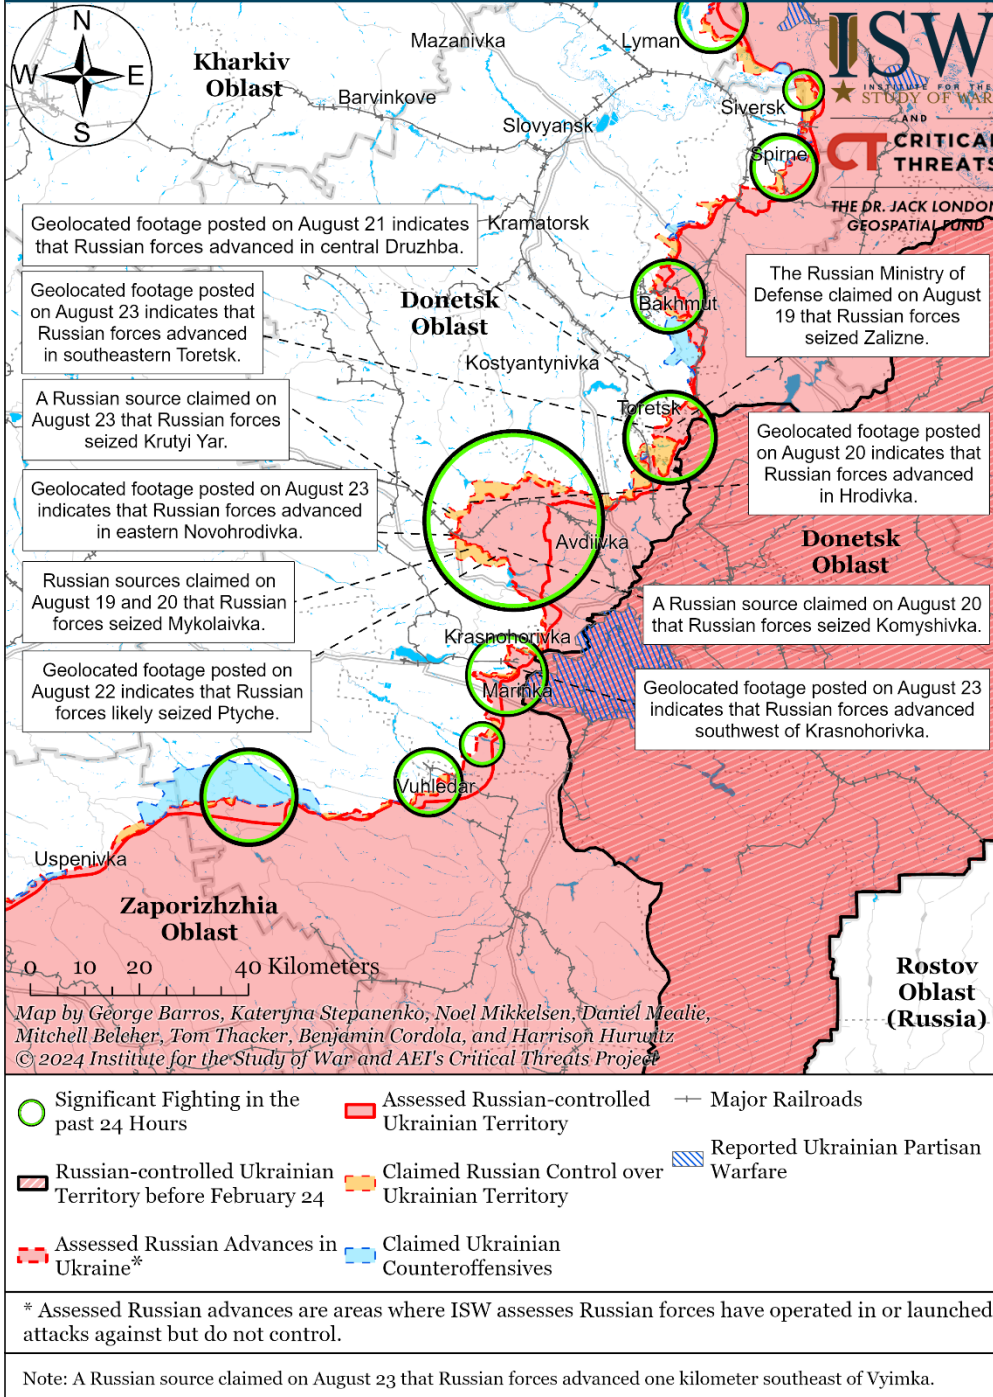 N
W
E
S
Kharkiv
Oblast
Mazanivka
Lyman
ISW
INSTITUTE FOR THE
STUDY OF WAR
AND
CT CRITICAL
THREATS
THE DR. JACK LONDON
GEOSPATIAL FUND
Barvinkove
Siversk
Slovyansk
Spirne
Geolocated footage posted on August 21 indicates
that Russian forces advanced in central Druzhba.
Kramatorsk
Geolocated footage posted
on August 23 indicates that
Russian forces advanced
in southeastern Toretsk.
Donetsk
Oblast
Bakhmut
The Russian Ministry of
Defense claimed on August
19 that Russian forces
seized Zalizne.
Kostyantynivka
A Russian source claimed on
August 23 that Russian forces
seized Krutyi Yar.
Toretsk
Geolocated footage posted
on August 20 indicates that
Russian forces advanced
in Hrodivka.
Geolocated footage posted on August 23
indicates that Russian forces advanced
in eastern Novohrodivka.
Avdiivka
Donetsk
Oblast
Russian sources claimed on
August 19 and 20 that Russian
forces seized Mykolaivka.
A Russian source claimed on August 20
that Russian forces seized Komyshivka.
Krasnohorivka
Geolocated footage posted on
August 22 indicates that Russian
forces likely seized Ptyche.
Marinka
Geolocated footage posted on August 23
indicates that Russian forces advanced
southwest of Krasnohorivka.
Vuhledar
Uspenivka
Zaporizhzhia
Oblast
Rostov
Oblast
(Russia)
0 10 20 40 Kilometers
Map by George Barros, Kateryna Stepanenko, Noel Mikkelsen, Daniel Mealie,
Mitchell Belcher, Tom Thacker, Benjamin Cordola, and Harrison Hurwitz
© 2024 Institute for the Study of War and AEI's Critical Threats Project
Significant Fighting in the
past 24 Hours
Assessed Russian-controlled
Ukrainian Territory
Major Railroads
Russian-controlled Ukrainian
Territory before February 24
Claimed Russian Control over
Ukrainian Territory
Reported Ukrainian Partisan
Warfare
Assessed Russian Advances in
Ukraine*
Claimed Ukrainian
Counteroffensives
* Assessed Russian advances are areas where ISW assesses Russian forces have operated in or launched
attacks against but do not control.
Note: A Russian source claimed on August 23 that Russian forces advanced one kilometer southeast of Vyimka.